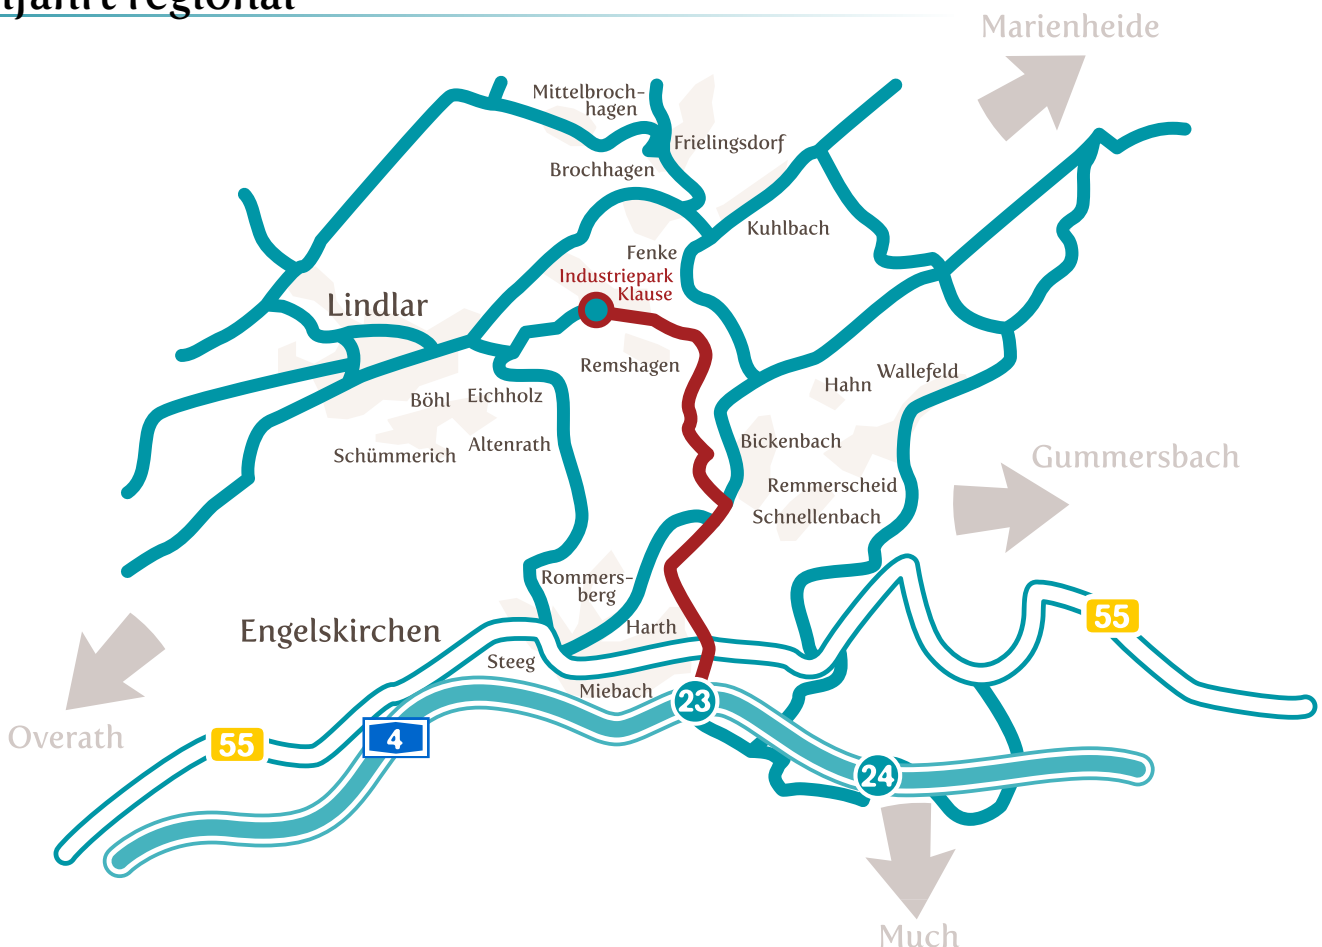 Marienheide
Mittelbroch-
hagen
Frielingsdorf
Brochhagen
Kuhlbach
Fenke
Industriepark
Klause
Lindlar
Remshagen
Wallefeld
Hahn
Böhl
Eichholz
Bickenbach
Altenrath
Schümmerich
Gummersbach
Remmerscheid
Schnellenbach
Rommers-
berg
55
Harth
Engelskirchen
Steeg
Miebach
23
Overath
55
4
24
Much